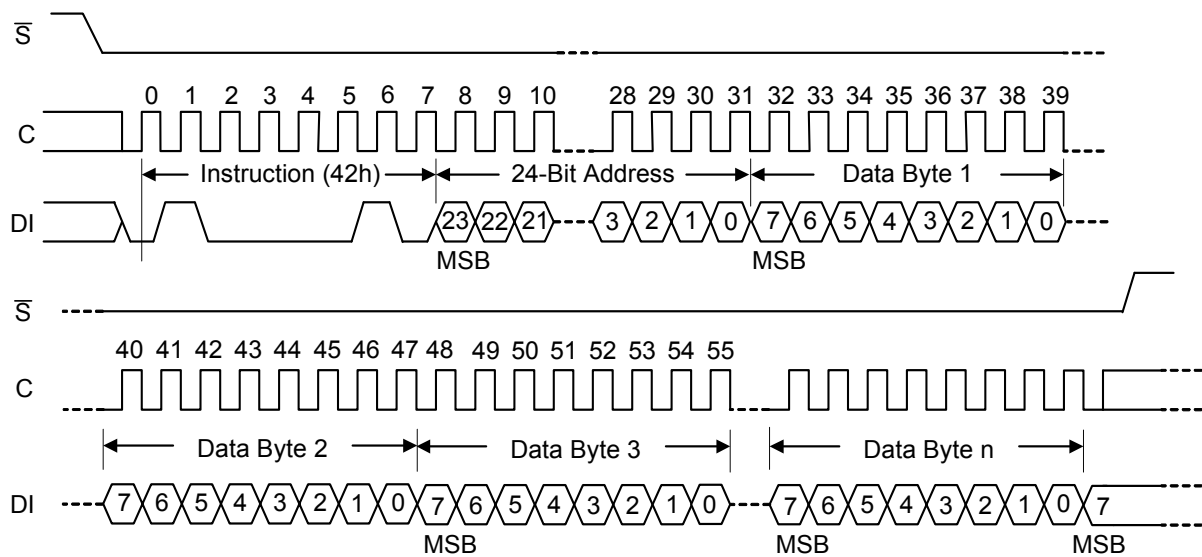 S̅
0 1 2 3 4 5 6 7 8 9 10 28 29 30 31 32 33 34 35 36 37 38 39
C
Instruction (42h) 24-Bit Address Data Byte 1
DI 23 22 21 3 2 1 0 7 6 5 4 3 2 1 0
MSB MSB
S̅
40 41 42 43 44 45 46 47 48 49 50 51 52 53 54 55
C
Data Byte 2 Data Byte 3 Data Byte n
DI 7 6 5 4 3 2 1 0 7 6 5 4 3 2 1 0 7 6 5 4 3 2 1 0 7
MSB MSB MSB